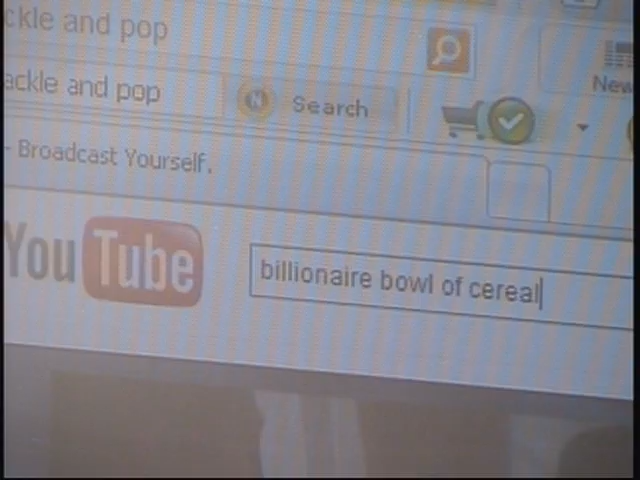 ckle and pop
ackle and pop
N Search
New
- Broadcast Yourself.
YouTube
billionaire bowl of cereal